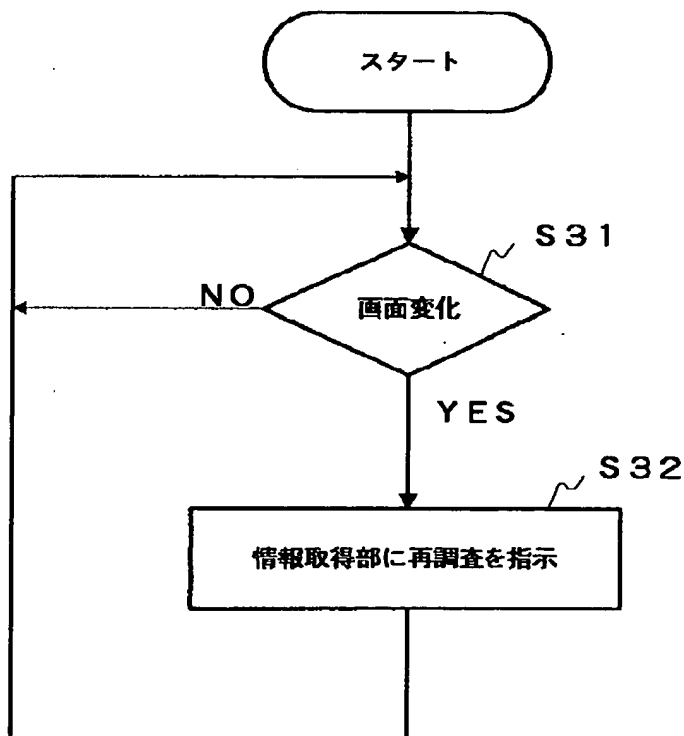 スタート
S31
NO
画面変化
YES
S32
情報取得部に再調査を指示